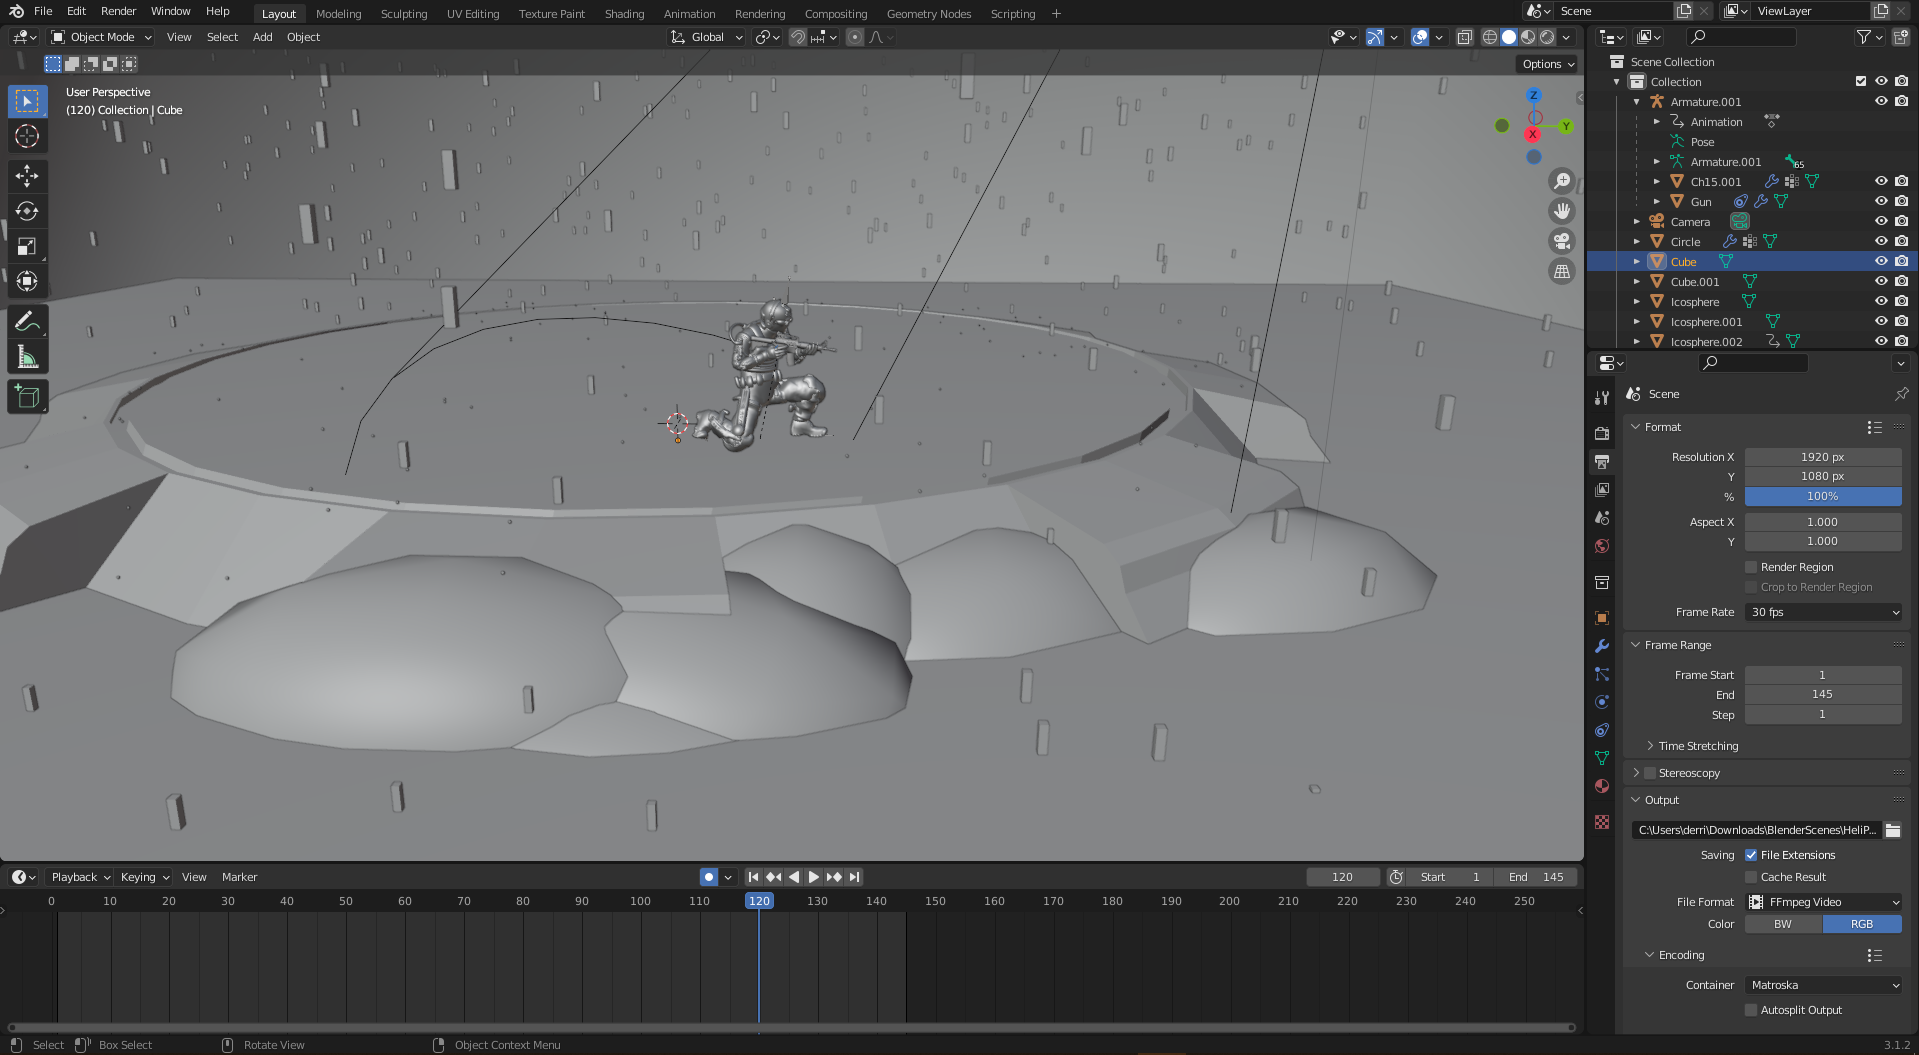 File Edit Render Window Help Layout Modeling Sculpting UV Editing Texture Paint Shading Animation Rendering Compositing Geometry Nodes Scripting + Scene ViewLayer
Object Mode View Select Add Object Global
Options
User Perspective
(120) Collection | Cube
Z
Y
X
Scene Collection
Collection
Armature.001
Animation
Pose
Armature.001 65
Ch15.001
Gun
Camera
Circle
Cube
Cube.001
Icosphere
Icosphere.001
Icosphere.002
Scene
Format
Resolution X 1920 px
Y 1080 px
% 100%
Aspect X 1.000
Y 1.000
Render Region
Crop to Render Region
Frame Rate 30 fps
Frame Range
Frame Start 1
End 145
Step 1
Time Stretching
Stereoscopy
Output
C:\Users\derri\Downloads\BlenderScenes\HeliP...
Saving File Extensions
Cache Result
File Format FFmpeg Video
Color BW RGB
Encoding
Container Matroska
Autosplit Output
Playback Keying View Marker 120 Start 1 End 145
0 10 20 30 40 50 60 70 80 90 100 110 120 130 140 150 160 170 180 190 200 210 220 230 240 250
Select Box Select Rotate View Object Context Menu 3.1.2